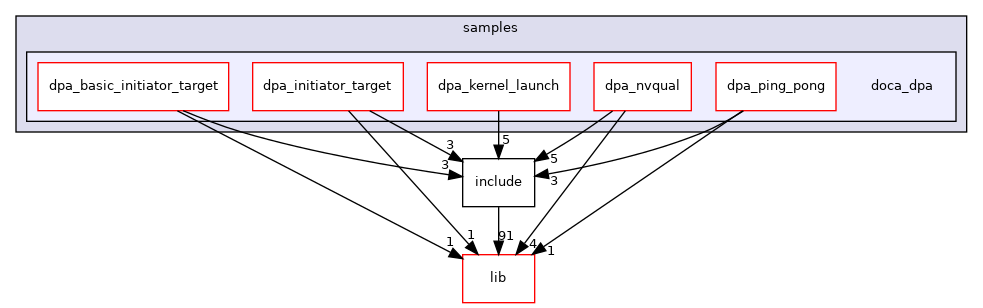 samples
dpa_basic_initiator_target
dpa_initiator_target
dpa_kernel_launch
dpa_nvqual
dpa_ping_pong
doca_dpa
3
5
3
5
3
include
1
1
91
4
1
lib